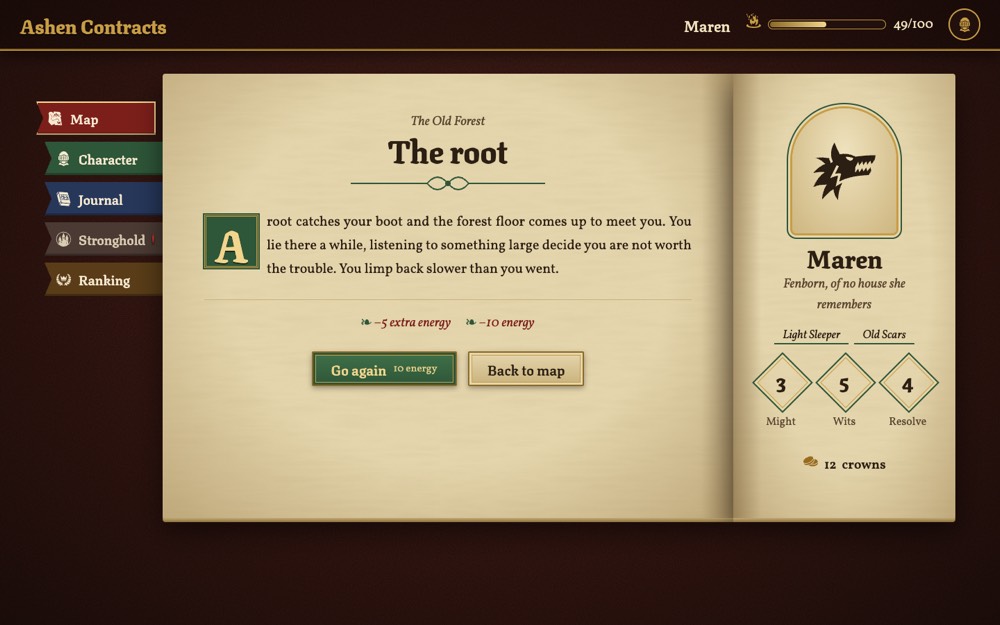 Ashen Contracts
Maren
49/100
Map
Character
Journal
Stronghold
Ranking
The Old Forest
The root
A root catches your boot and the forest floor comes up to meet you. You
lie there a while, listening to something large decide you are not worth
the trouble. You limp back slower than you went.
–5 extra energy –10 energy
Go again 10 energy
Back to map
Maren
Fenborn, of no house she
remembers
Light Sleeper
Old Scars
3
5
4
Might
Wits
Resolve
12 crowns